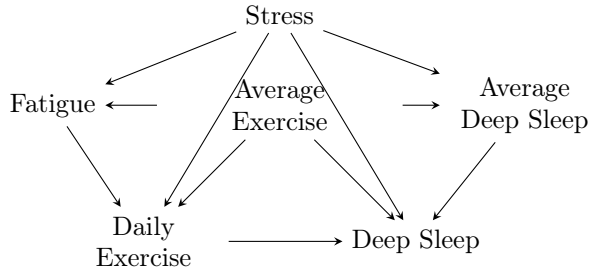 Stress
Fatigue
Average
Exercise
Average
Deep Sleep
Daily
Exercise
Deep Sleep